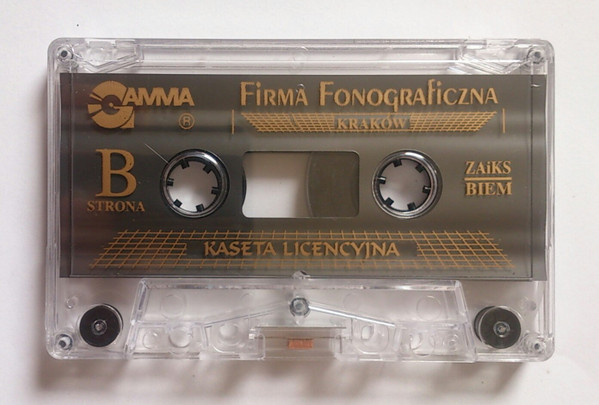 GAMMA
®
FIRMA FONOGRAFICZNA
KRAKÓW
B
STRONA
ZAiKS
BIEM
KASETA LICENCYJNA